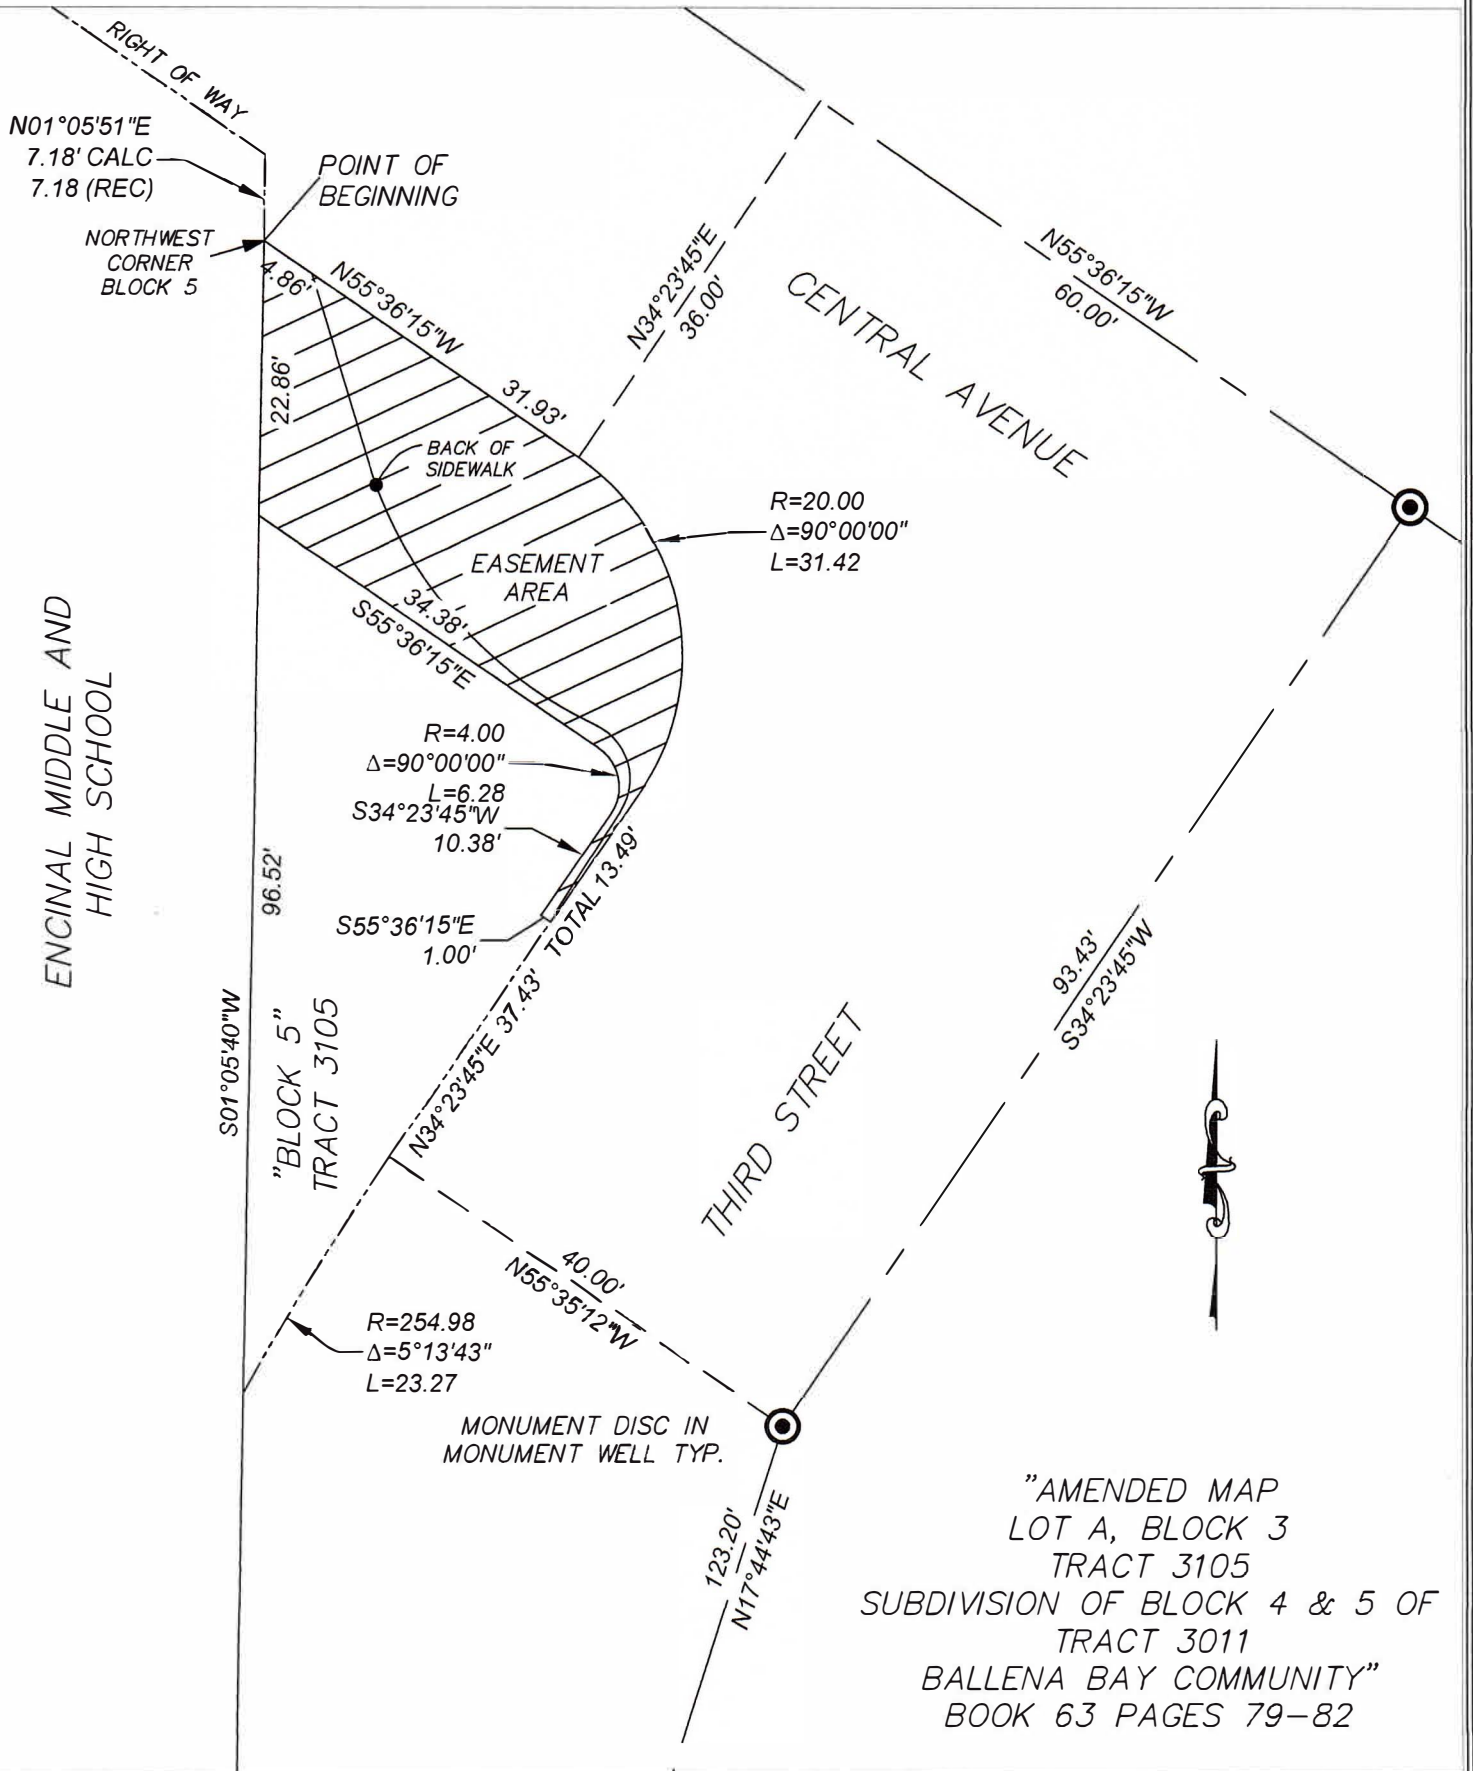 RIGHT OF WAY
N01°05'51"E
7.18' CALC
7.18 (REC)
POINT OF
BEGINNING
NORTHWEST
CORNER
BLOCK 5
4.86'
N55°36'15"W
31.93'
22.86'
N34°23'45"E
36.00'
N55°36'15"W
60.00'
CENTRAL AVENUE
BACK OF
SIDEWALK
R=20.00
Δ=90°00'00"
L=31.42
EASEMENT
AREA
34.38'
S55°36'15"E
ENCINAL MIDDLE AND
HIGH SCHOOL
R=4.00
Δ=90°00'00"
L=6.28
S34°23'45"W
10.38'
96.52'
S01°05'40"W
S55°36'15"E
1.00'
N34°23'45"E 37.43' TOTAL 13.49'
"BLOCK 5"
TRACT 3105
93.43'
S34°23'45"W
THIRD STREET
40.00'
N55°35'12"W
R=254.98
Δ=5°13'43"
L=23.27
MONUMENT DISC IN
MONUMENT WELL TYP.
123.20'
N17°44'43"E
"AMENDED MAP
LOT A, BLOCK 3
TRACT 3105
SUBDIVISION OF BLOCK 4 & 5 OF
TRACT 3011
BALLENA BAY COMMUNITY"
BOOK 63 PAGES 79-82